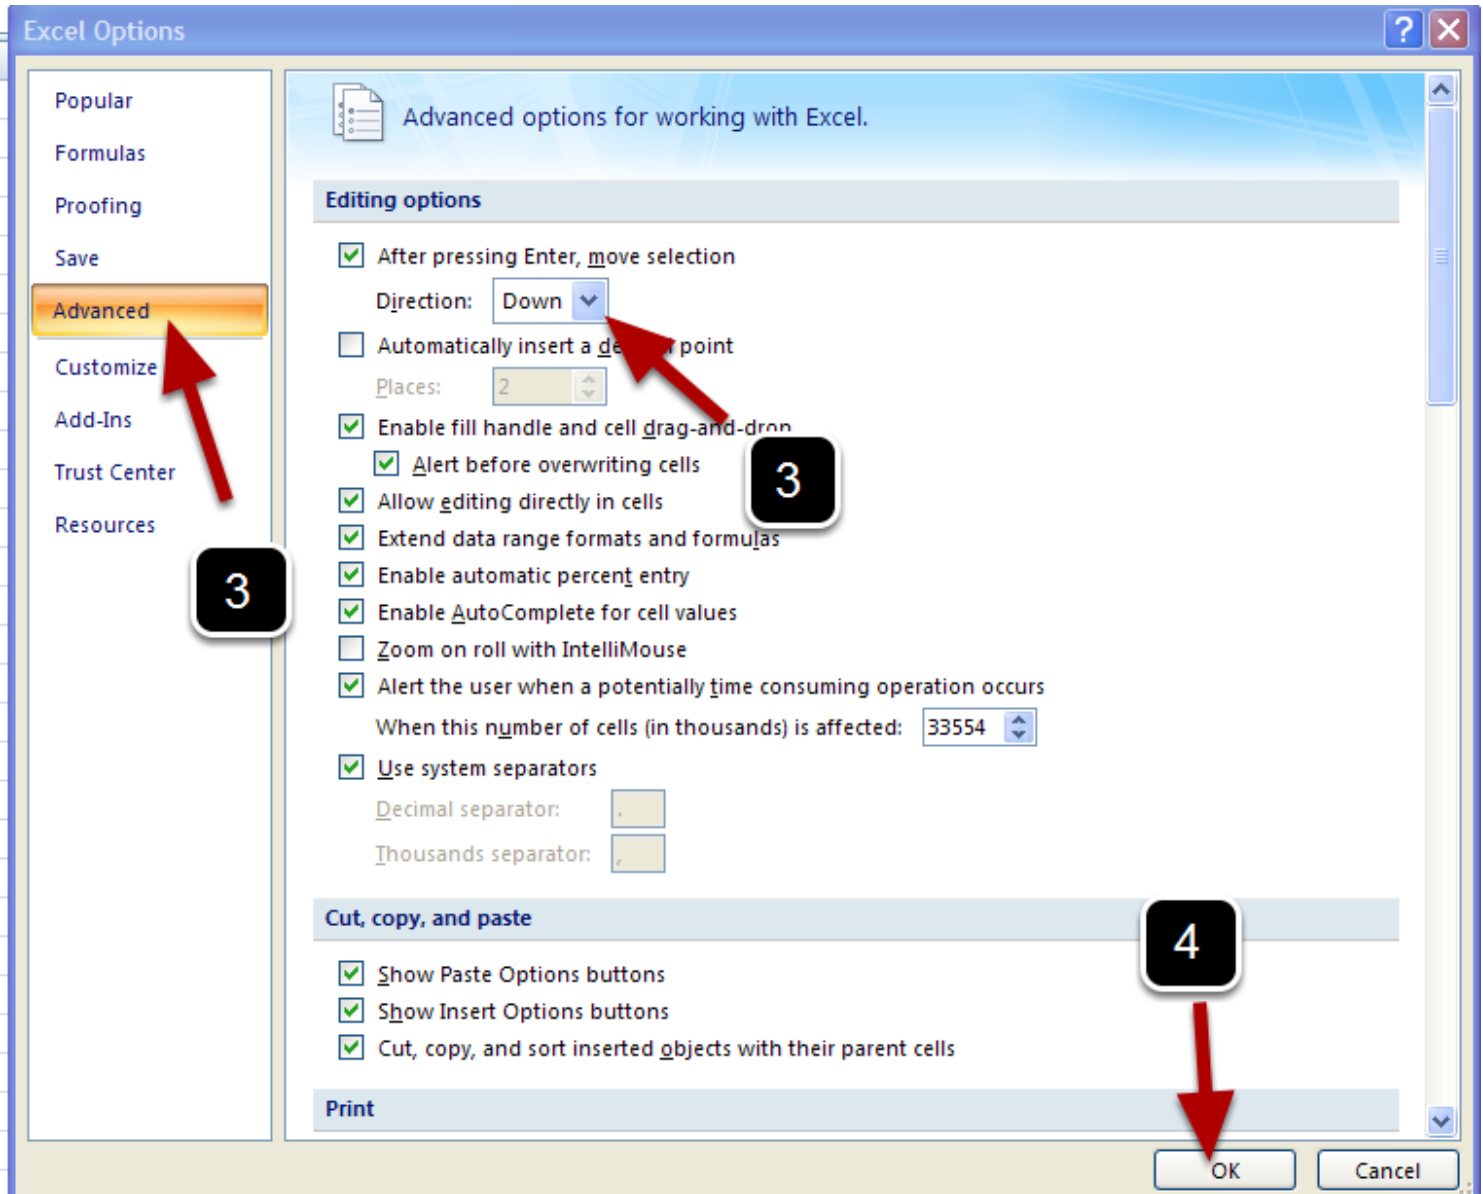 Excel Options
?
Popular
Formulas
Proofing
Save
Advanced
Customize
Add-Ins
Trust Center
Resources
3
Advanced options for working with Excel.
Editing options
After pressing Enter, move selection
Direction: Down
Automatically insert a point
Places: 2
Enable fill handle and cell drag-and-drop
Alert before overwriting cells
3
Allow editing directly in cells
Extend data range formats and formulas
Enable automatic percent entry
Enable AutoComplete for cell values
Zoom on roll with IntelliMouse
Alert the user when a potentially time consuming operation occurs
When this number of cells (in thousands) is affected: 33554
Use system separators
Decimal separator: .
Thousands separator: ,
Cut, copy, and paste
4
Show Paste Options buttons
Show Insert Options buttons
Cut, copy, and sort inserted objects with their parent cells
Print
OK
Cancel